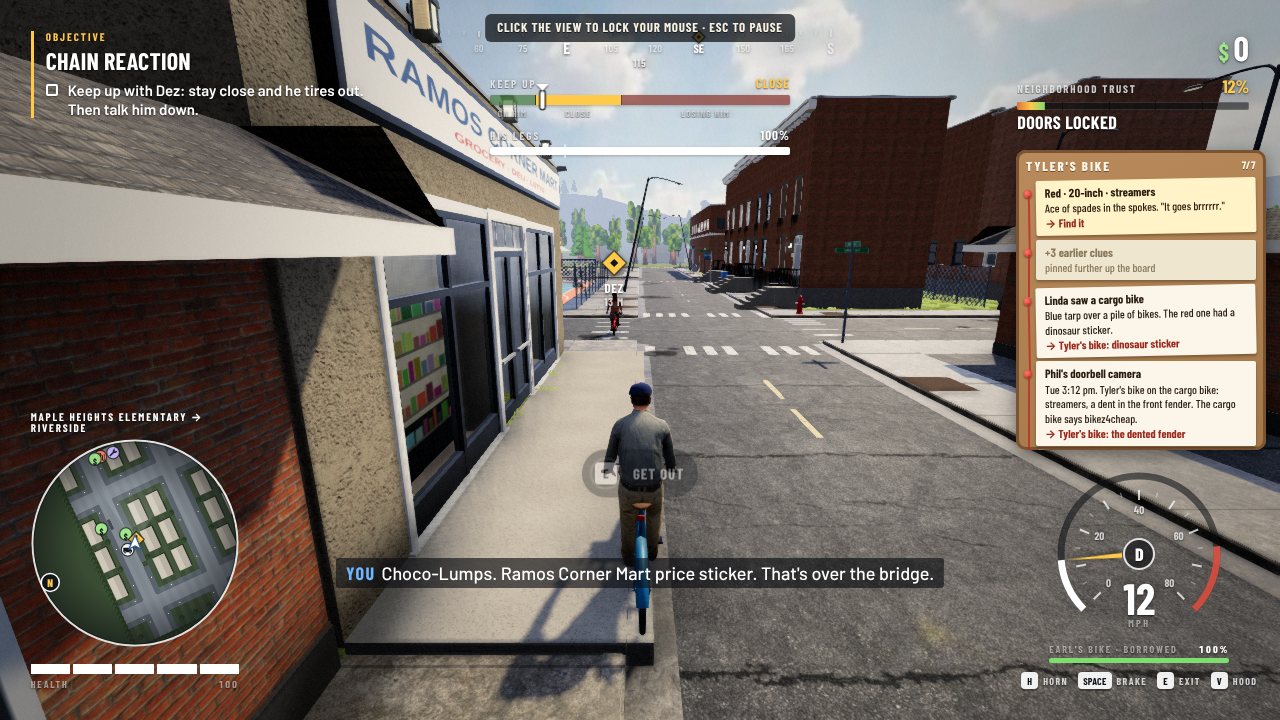 CLICK THE VIEW TO LOCK YOUR MOUSE · ESC TO PAUSE
60 75 E 105 120 SE 150 165 S
115
OBJECTIVE
CHAIN REACTION
Keep up with Dez: stay close and he tires out.
Then talk him down.
KEEP UP
CLOSE
CLOSE
LOSING HIM
LEGS
100%
RAMOS CORNER MART
GROCERY · DELI ·
$0
NEIGHBORHOOD TRUST 12%
DOORS LOCKED
TYLER'S BIKE 7/7
Red · 20-inch · streamers
Ace of spades in the spokes. "It goes brrrrrr."
→ Find it
+3 earlier clues
pinned further up the board
Linda saw a cargo bike
Blue tarp over a pile of bikes. The red one had a
dinosaur sticker.
→ Tyler's bike: dinosaur sticker
Phil's doorbell camera
Tue 3:12 pm. Tyler's bike on the cargo bike:
streamers, a dent in the front fender. The cargo
bike says bikez4cheap.
→ Tyler's bike: the dented fender
DEZ
13 M
E GET OUT
MAPLE HEIGHTS ELEMENTARY →
RIVERSIDE
N
HEALTH 100
YOU Choco-Lumps. Ramos Corner Mart price sticker. That's over the bridge.
0 20 40 60 80
D
12
MPH
EARL'S BIKE · BORROWED 100%
H HORN SPACE BRAKE E EXIT V HOOD